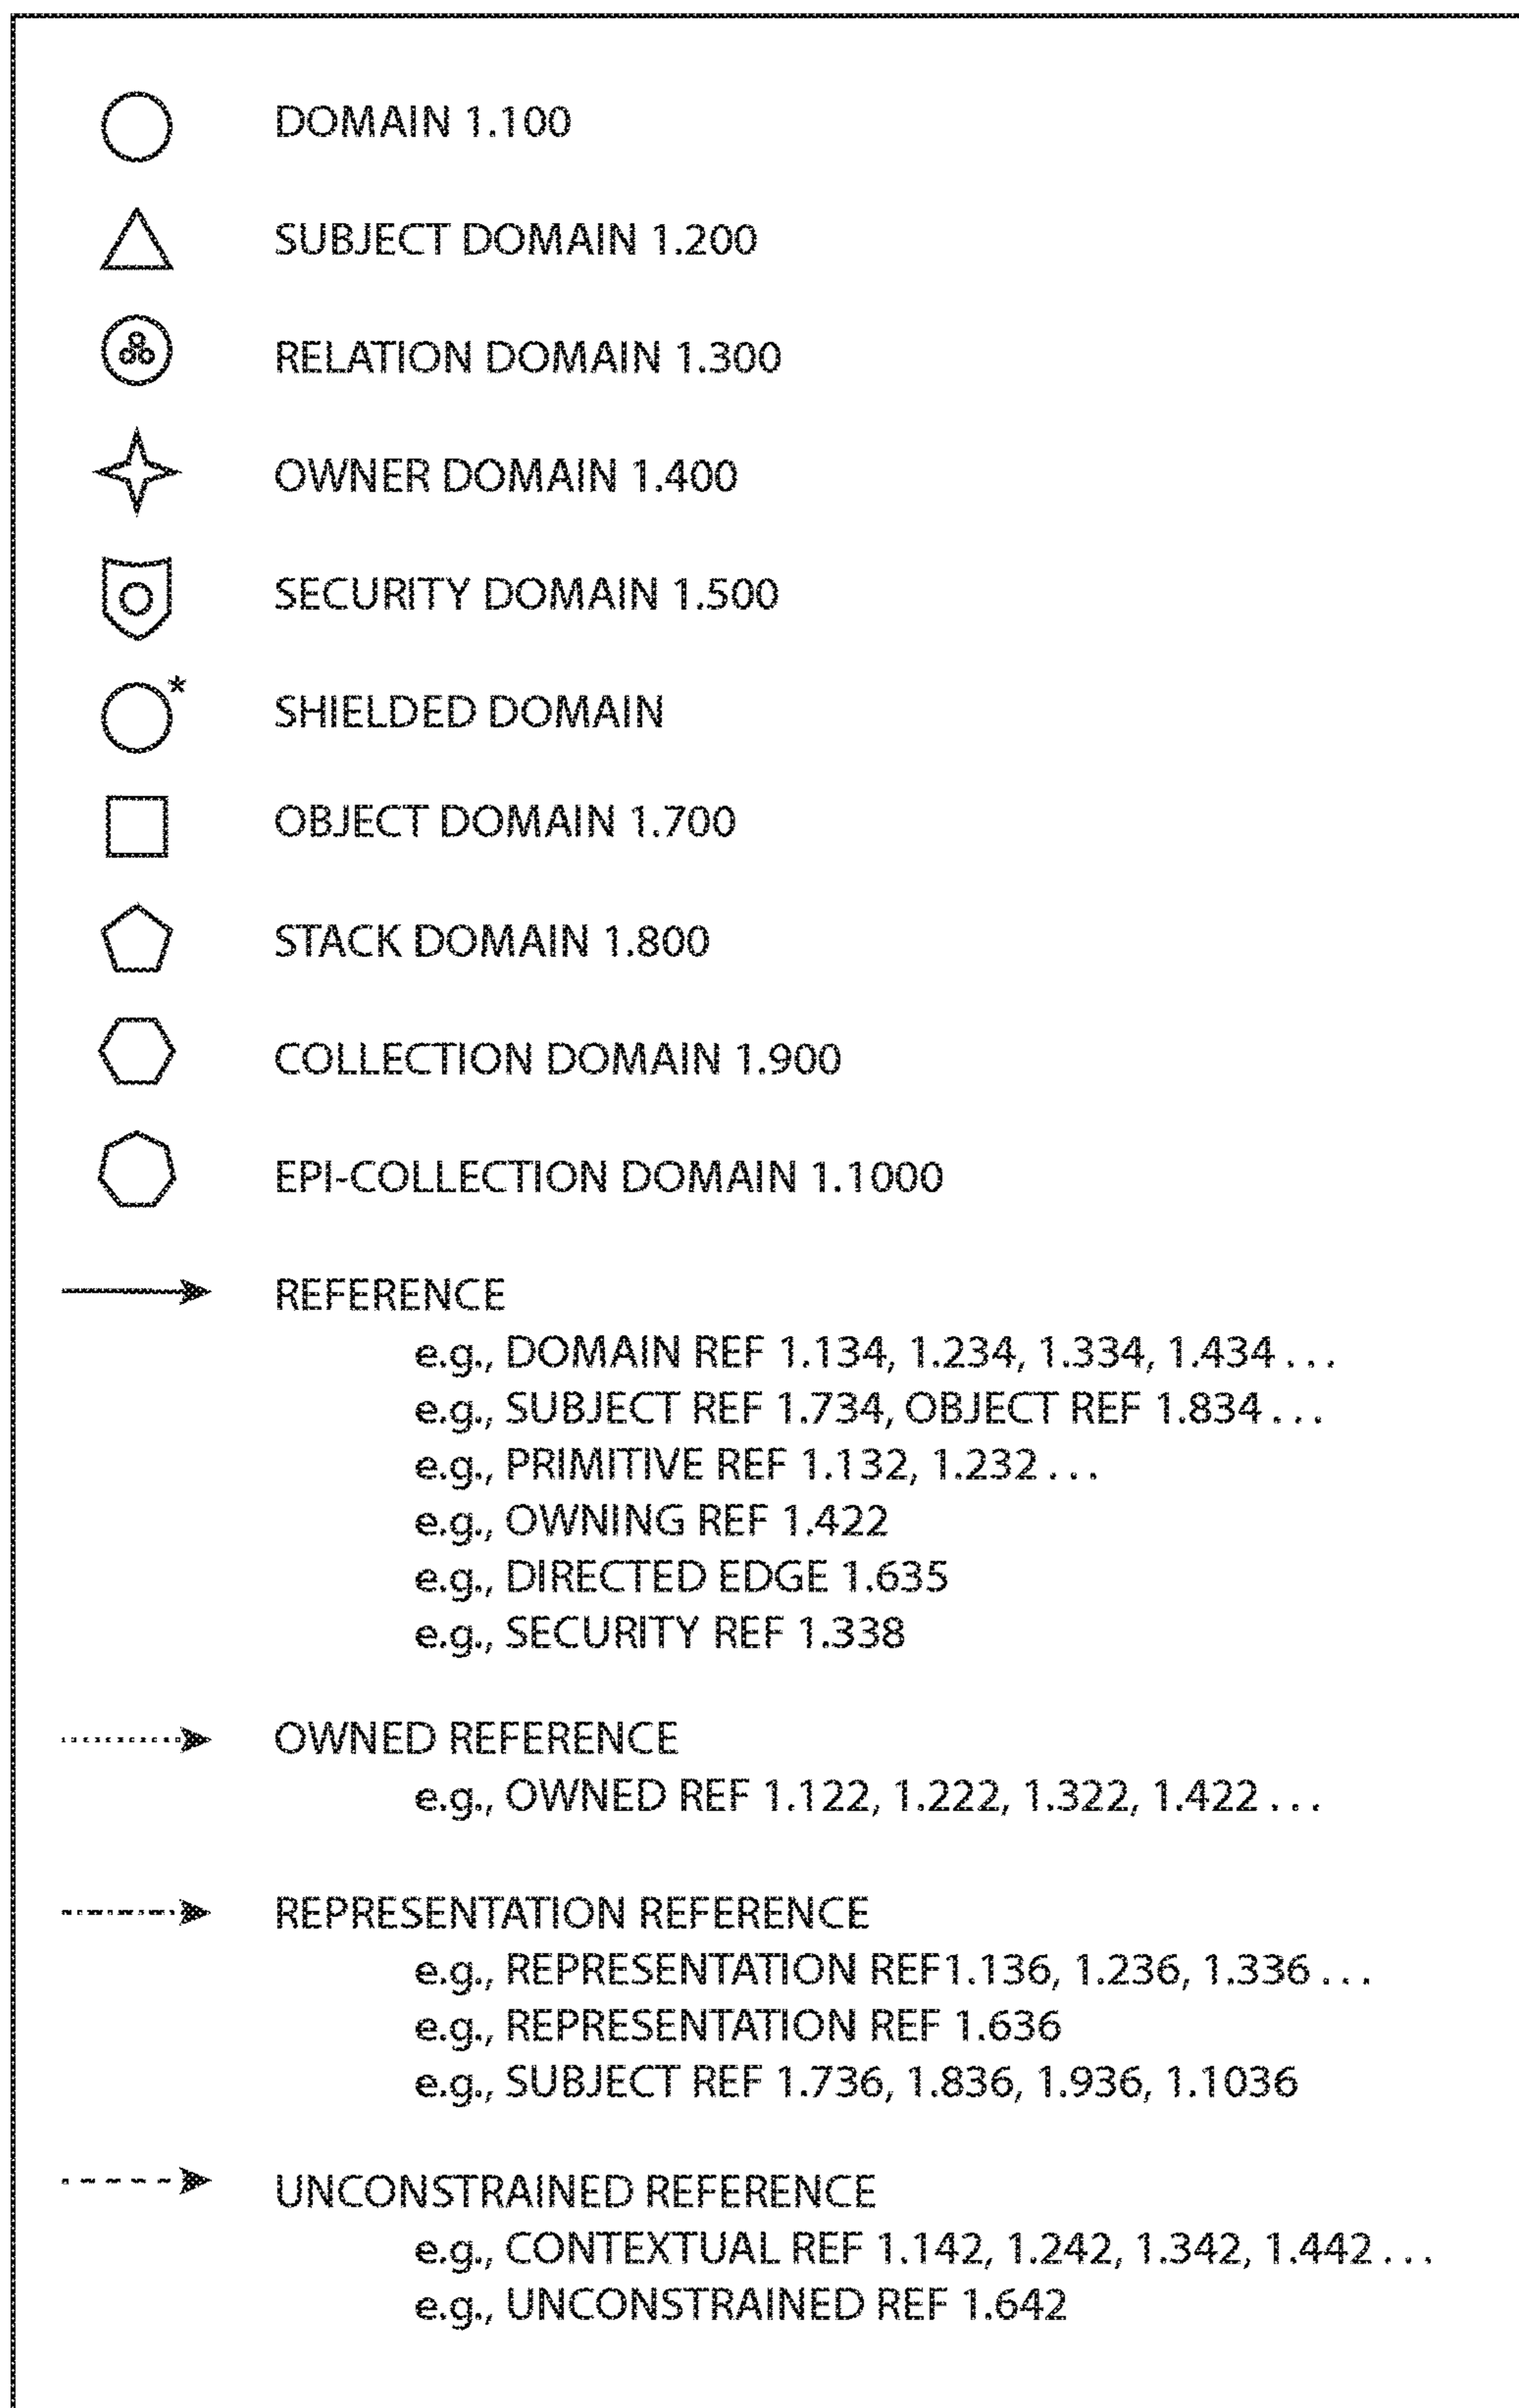 DOMAIN 1.100
SUBJECT DOMAIN 1.200
RELATION DOMAIN 1.300
OWNER DOMAIN 1.400
SECURITY DOMAIN 1.500
* SHIELDED DOMAIN
OBJECT DOMAIN 1.700
STACK DOMAIN 1.800
COLLECTION DOMAIN 1.900
EPI-COLLECTION DOMAIN 1.1000
REFERENCE
e.g., DOMAIN REF 1.134, 1.234, 1.334, 1.434 . . .
e.g., SUBJECT REF 1.734, OBJECT REF 1.834 . . .
e.g., PRIMITIVE REF 1.132, 1.232 . . .
e.g., OWNING REF 1.422
e.g., DIRECTED EDGE 1.635
e.g., SECURITY REF 1.338
OWNED REFERENCE
e.g., OWNED REF 1.122, 1.222, 1.322, 1.422 . . .
REPRESENTATION REFERENCE
e.g., REPRESENTATION REF1.136, 1.236, 1.336 . . .
e.g., REPRESENTATION REF 1.636
e.g., SUBJECT REF 1.736, 1.836, 1.936, 1.1036
UNCONSTRAINED REFERENCE
e.g., CONTEXTUAL REF 1.142, 1.242, 1.342, 1.442 . . .
e.g., UNCONSTRAINED REF 1.642